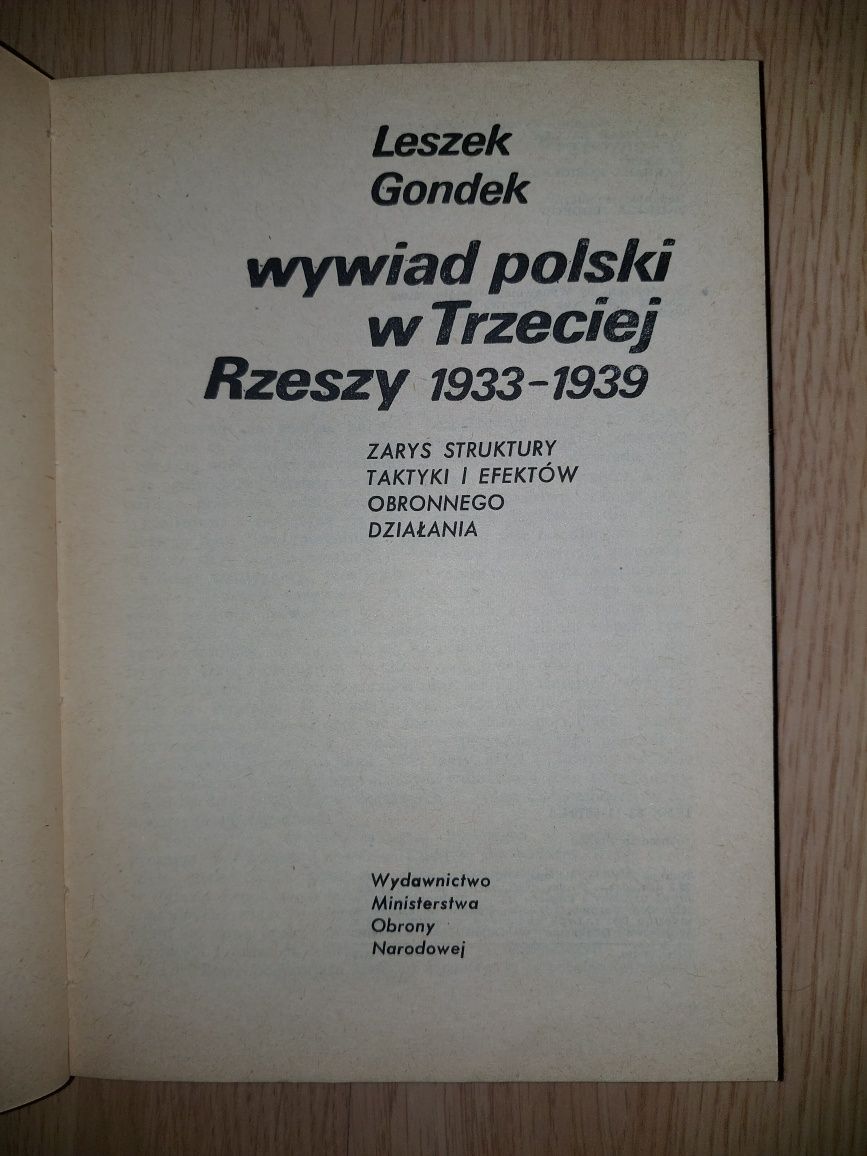 Leszek
Gondek
wywiad polski
w Trzeciej
Rzeszy 1933-1939
ZARYS STRUKTURY
TAKTYKI I EFEKTÓW
OBRONNEGO
DZIAŁANIA
Wydawnictwo
Ministerstwa
Obrony
Narodowej